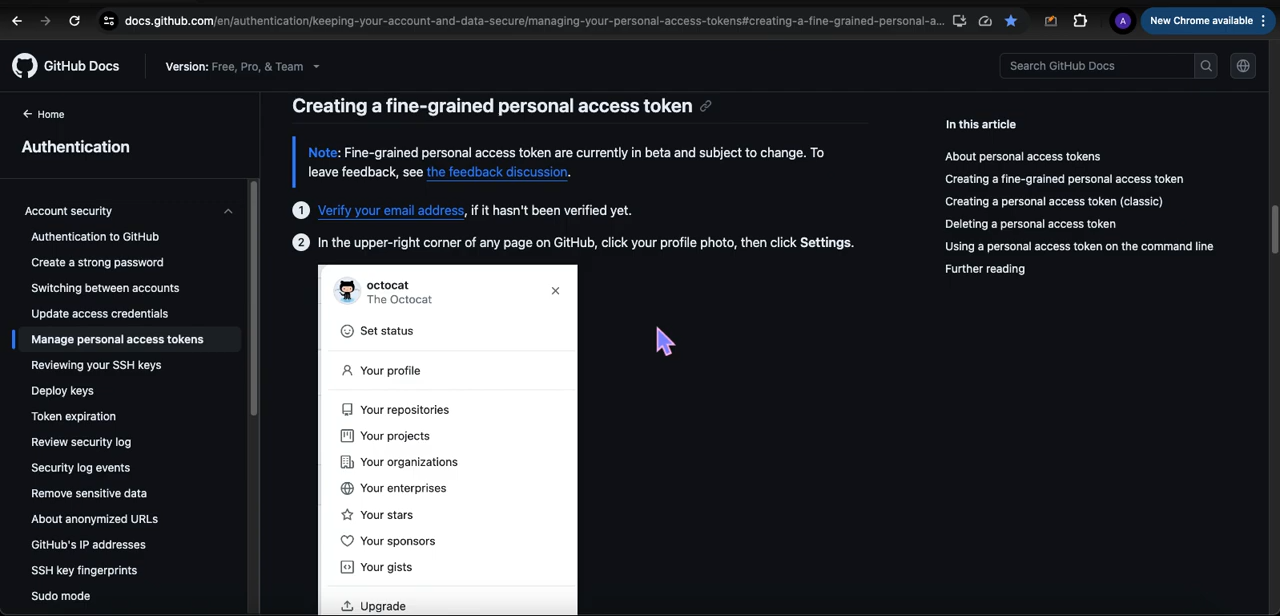 docs.github.com/en/authentication/keeping-your-account-and-data-secure/managing-your-personal-access-tokens#creating-a-fine-grained-personal-a...
A
New Chrome available
GitHub Docs
Version: Free, Pro, & Team
Search GitHub Docs
Home
Authentication
Account security
Authentication to GitHub
Create a strong password
Switching between accounts
Update access credentials
Manage personal access tokens
Reviewing your SSH keys
Deploy keys
Token expiration
Review security log
Security log events
Remove sensitive data
About anonymized URLs
GitHub's IP addresses
SSH key fingerprints
Sudo mode
Creating a fine-grained personal access token
Note: Fine-grained personal access token are currently in beta and subject to change. To
leave feedback, see the feedback discussion.
1 Verify your email address, if it hasn't been verified yet.
2 In the upper-right corner of any page on GitHub, click your profile photo, then click Settings.
octocat
The Octocat
Set status
Your profile
Your repositories
Your projects
Your organizations
Your enterprises
Your stars
Your sponsors
Your gists
Upgrade
In this article
About personal access tokens
Creating a fine-grained personal access token
Creating a personal access token (classic)
Deleting a personal access token
Using a personal access token on the command line
Further reading